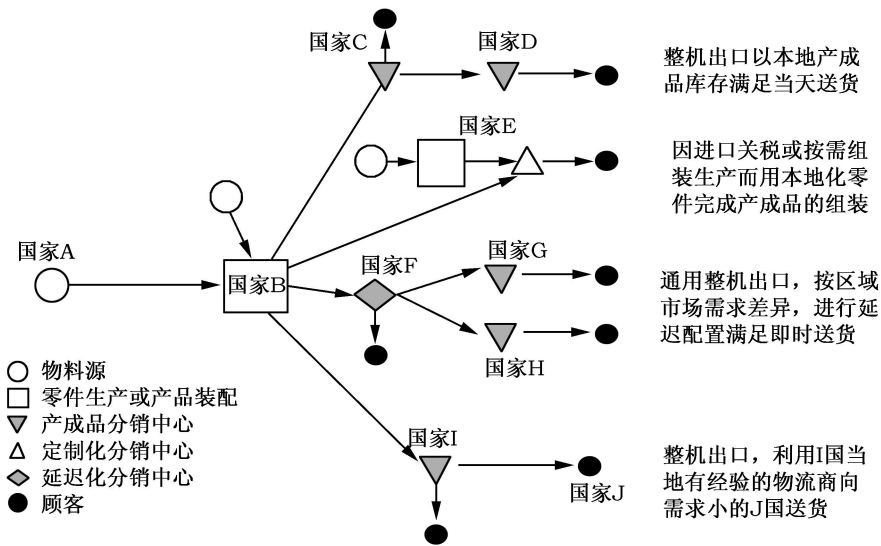 国家C
国家D
整机出口以本地产成
品库存满足当天送货
国家E
因进口关税或按需组
装生产而用本地化零
件完成产成品的组装
国家A
国家B
国家F
国家G
通用整机出口，按区域
市场需求差异，进行延
迟配置满足即时送货
国家H
物料源
零件生产或产品装配
产成品分销中心
定制化分销中心
延迟化分销中心
顾客
国家I
国家J
整机出口，利用I国当
地有经验的物流商向
需求小的J国送货